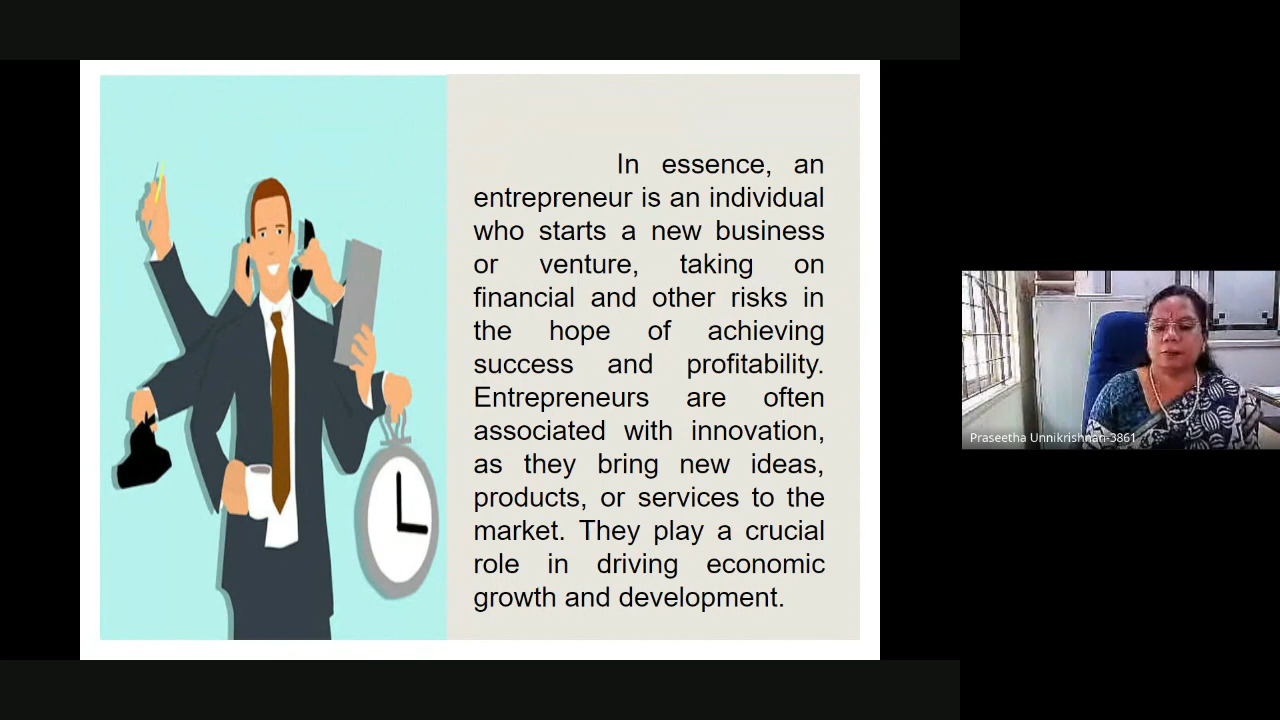 In essence, an
entrepreneur is an individual
who starts a new business
or venture, taking on
financial and other risks in
the hope of achieving
success and profitability.
Entrepreneurs are often
associated with innovation,
as they bring new ideas,
products, or services to the
market. They play a crucial
role in driving economic
growth and development.
Praseetha Unnikrishnan-3861